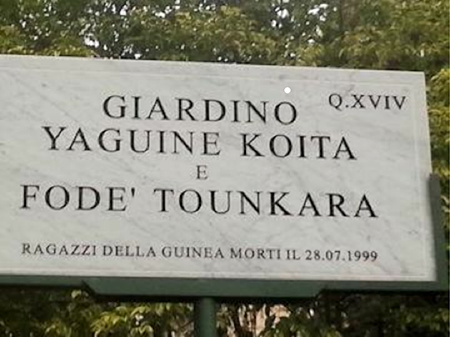 GIARDINO Q.XVIV
YAGUINE KOITA
E
FODE' TOUNKARA
RAGAZZI DELLA GUINEA MORTI IL 28.07.1999